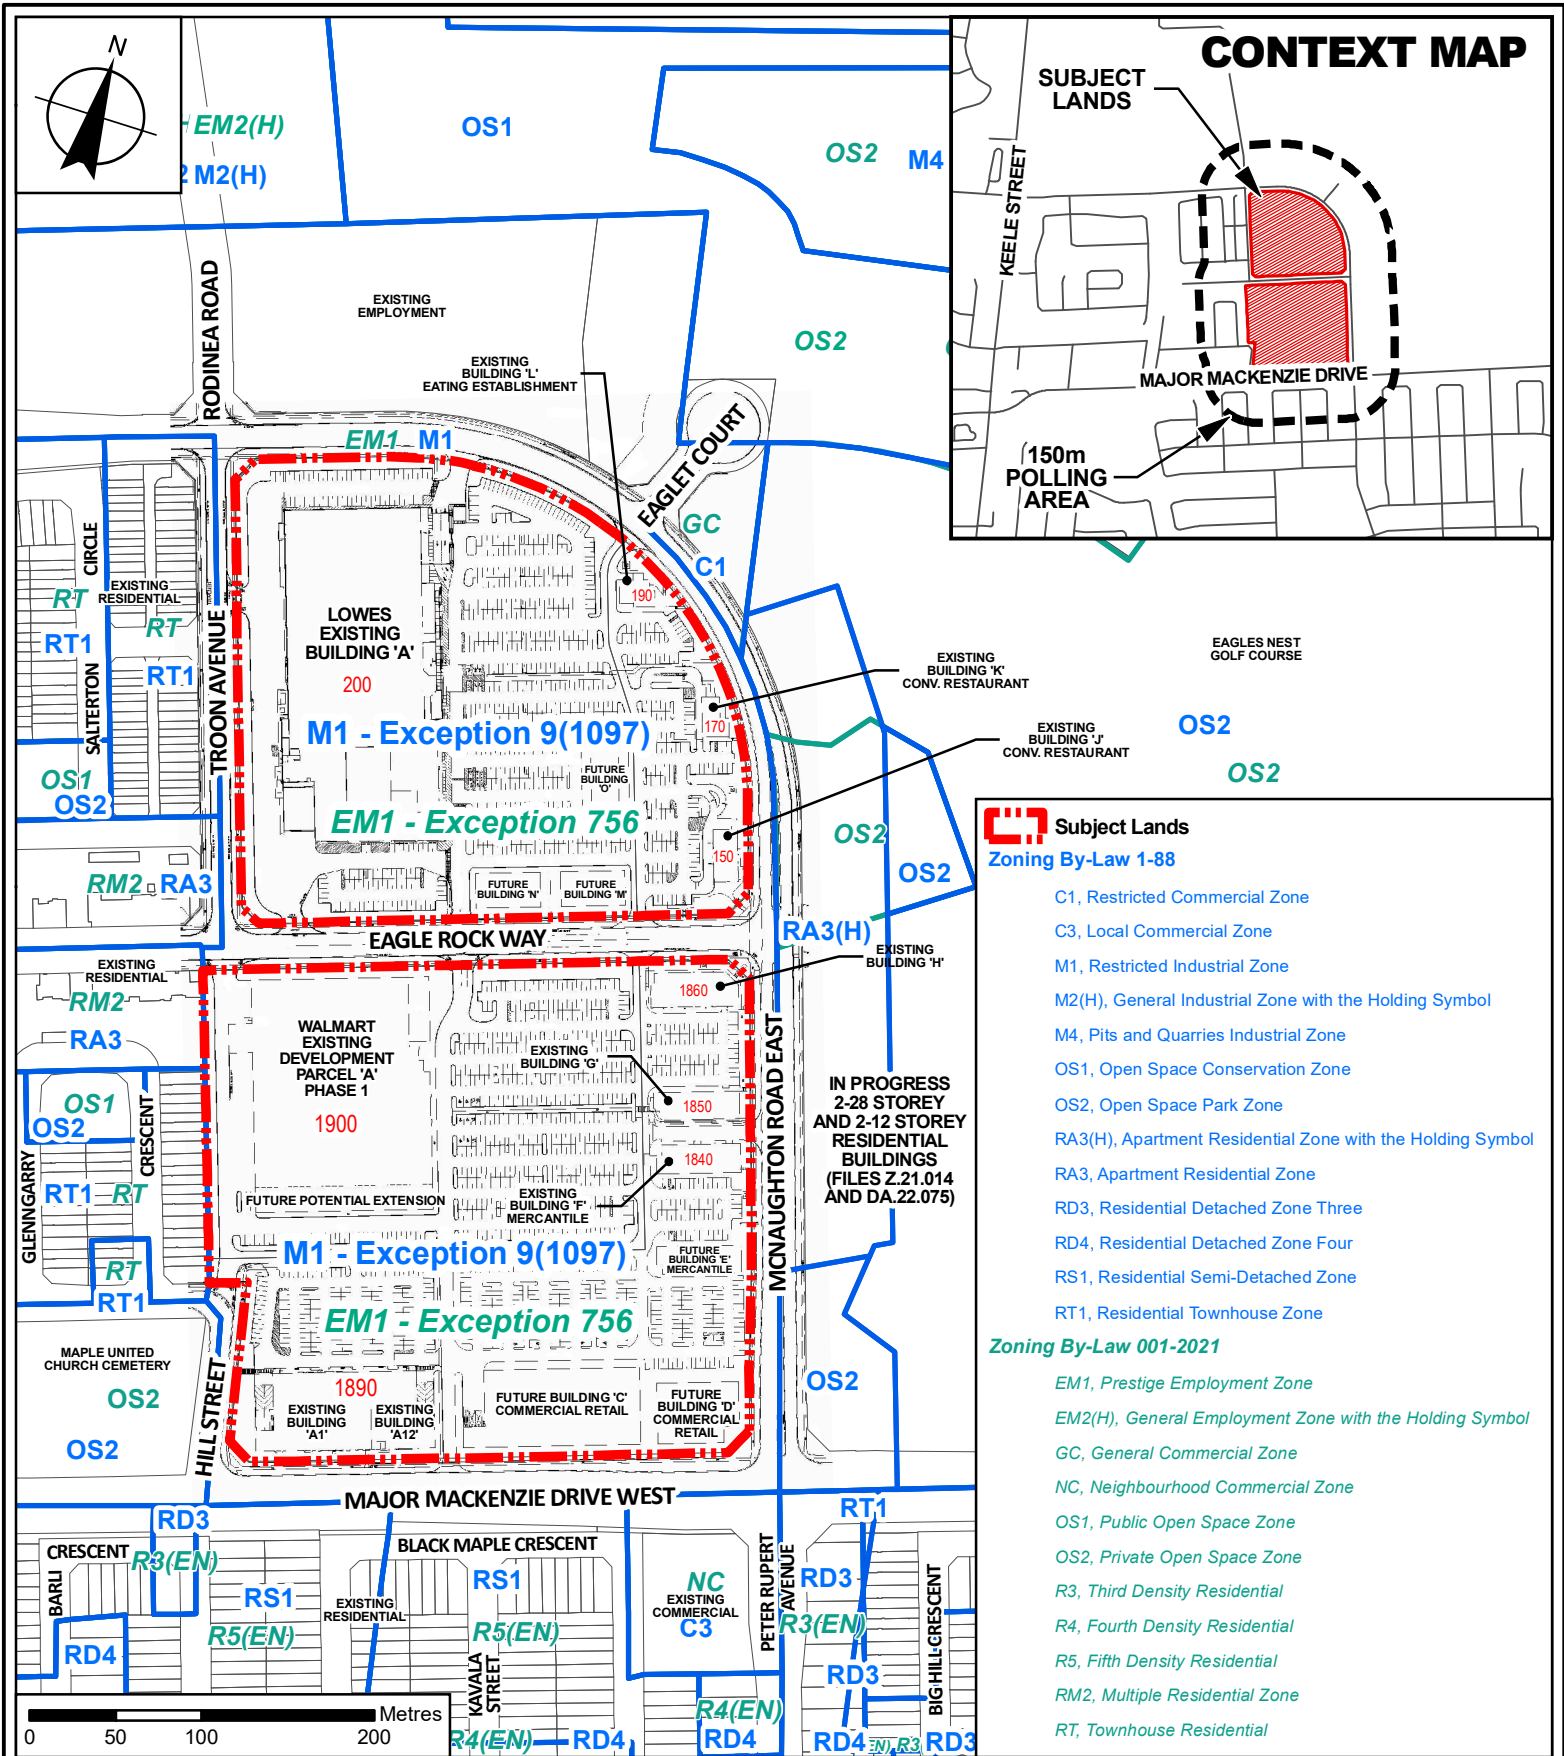 N
EM2(H)
M2(H)
OS1
OS2
M4
CONTEXT MAP
SUBJECT
LANDS
KEELE STREET
MAJOR MACKENZIE DRIVE
150m
POLLING
AREA
RODINEA ROAD
EXISTING
EMPLOYMENT
OS2
EXISTING
BUILDING 'L'
EATING ESTABLISHMENT
EM1
M1
EAGLET COURT
GC
C1
CIRCLE
SALTERTON
EXISTING
RESIDENTIAL
RT
RT
RT1
RT1
TROON AVENUE
LOWES
EXISTING
BUILDING 'A'
200
190
M1 - Exception 9(1097)
170
EXISTING
BUILDING 'K'
CONV. RESTAURANT
EAGLES NEST
GOLF COURSE
EXISTING
BUILDING 'J'
CONV. RESTAURANT
OS2
OS2
OS1
OS2
FUTURE
BUILDING
'O'
EM1 - Exception 756
150
OS2
OS2
RM2
RA3
FUTURE
BUILDING 'N'
FUTURE
BUILDING 'M'
EAGLE ROCK WAY
RA3(H)
EXISTING
BUILDING 'H'
EXISTING
RESIDENTIAL
RM2
RA3
1860
WALMART
EXISTING
DEVELOPMENT
PARCEL 'A'
PHASE 1
1900
EXISTING
BUILDING 'G'
1850
1840
MCNAUGHTON ROAD EAST
IN PROGRESS
2-28 STOREY
AND 2-12 STOREY
RESIDENTIAL
BUILDINGS
(FILES Z.21.014
AND DA.22.075)
OS1
OS2
CRESCENT
GLENNGARRY
RT1
RT
FUTURE POTENTIAL EXTENSION
EXISTING
BUILDING 'F'
MERCANTILE
M1 - Exception 9(1097)
FUTURE
BUILDING 'E'
MERCANTILE
RT
RT1
EM1 - Exception 756
MAPLE UNITED
CHURCH CEMETERY
OS2
OS2
HILL STREET
1890
EXISTING
BUILDING
'A1'
EXISTING
BUILDING
'A12'
FUTURE BUILDING 'C'
COMMERCIAL RETAIL
FUTURE
BUILDING 'D'
COMMERCIAL
RETAIL
OS2
MAJOR MACKENZIE DRIVE WEST
RD3
CRESCENT
BARLI
R3(EN)
BLACK MAPLE CRESCENT
RS1
RS1
EXISTING
RESIDENTIAL
R5(EN)
R5(EN)
RD4
KAVALA
STREET
NC
EXISTING
COMMERCIAL
C3
PETER RUPERT
AVENUE
RT1
RD3
R3(EN)
RD3
BIG HILL CRESCENT
R4(EN)
RD4
R4(EN)
RD4
RD4
R3
RD3
0 50 100 200 Metres
Subject Lands
Zoning By-Law 1-88
C1, Restricted Commercial Zone
C3, Local Commercial Zone
M1, Restricted Industrial Zone
M2(H), General Industrial Zone with the Holding Symbol
M4, Pits and Quarries Industrial Zone
OS1, Open Space Conservation Zone
OS2, Open Space Park Zone
RA3(H), Apartment Residential Zone with the Holding Symbol
RA3, Apartment Residential Zone
RD3, Residential Detached Zone Three
RD4, Residential Detached Zone Four
RS1, Residential Semi-Detached Zone
RT1, Residential Townhouse Zone
Zoning By-Law 001-2021
EM1, Prestige Employment Zone
EM2(H), General Employment Zone with the Holding Symbol
GC, General Commercial Zone
NC, Neighbourhood Commercial Zone
OS1, Public Open Space Zone
OS2, Private Open Space Zone
R3, Third Density Residential
R4, Fourth Density Residential
R5, Fifth Density Residential
RM2, Multiple Residential Zone
RT, Townhouse Residential